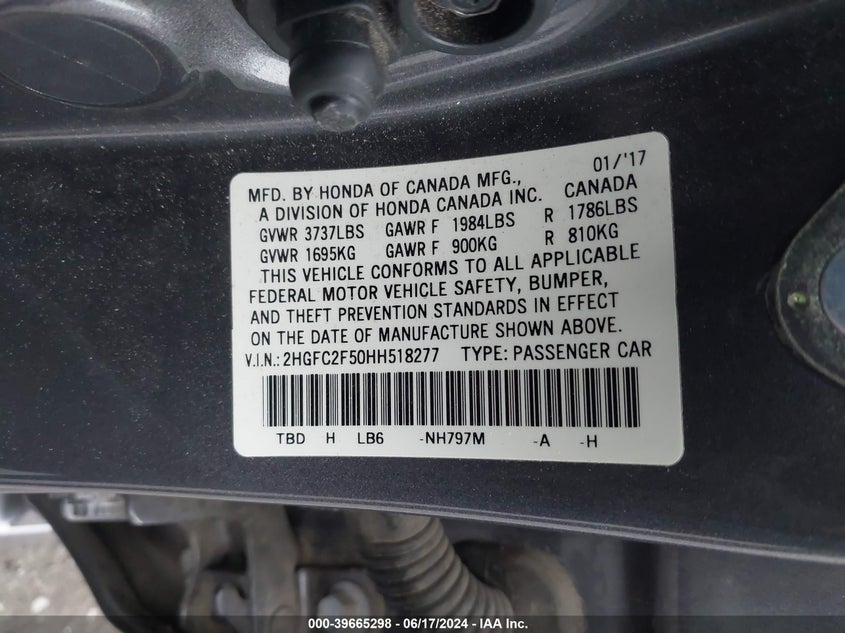 01/'17
MFD. BY HONDA OF CANADA MFG.,
A DIVISION OF HONDA CANADA INC. CANADA
GVWR 3737LBS GAWR F 1984LBS R 1786LBS
GVWR 1695KG GAWR F 900KG R 810KG
THIS VEHICLE CONFORMS TO ALL APPLICABLE
FEDERAL MOTOR VEHICLE SAFETY, BUMPER,
AND THEFT PREVENTION STANDARDS IN EFFECT
ON THE DATE OF MANUFACTURE SHOWN ABOVE.
V.I.N.: 2HGFC2F50HH518277 TYPE: PASSENGER CAR
TBD H LB6 -NH797M -A -H
000-39665298 - 06/17/2024 - IAA Inc.